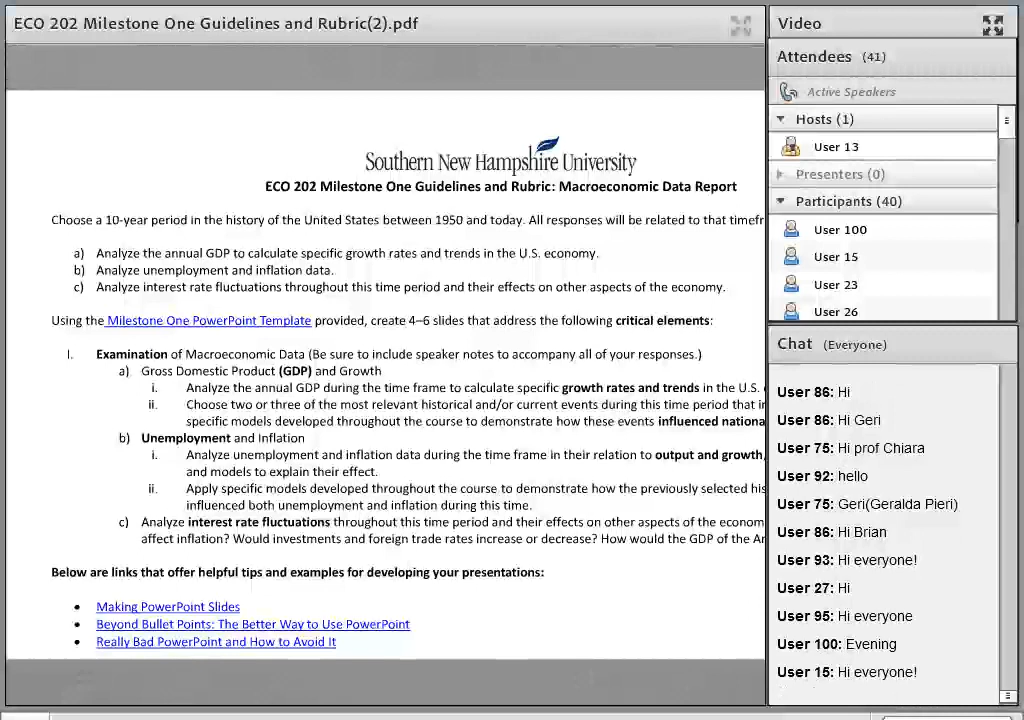 ECO 202 Milestone One Guidelines and Rubric(2).pdf
Southern New Hampshire University
ECO 202 Milestone One Guidelines and Rubric: Macroeconomic Data Report
Choose a 10-year period in the history of the United States between 1950 and today. All responses will be related to that timefr
a) Analyze the annual GDP to calculate specific growth rates and trends in the U.S. economy.
b) Analyze unemployment and inflation data.
c) Analyze interest rate fluctuations throughout this time period and their effects on other aspects of the economy.
Using the Milestone One PowerPoint Template provided, create 4–6 slides that address the following critical elements:
I. Examination of Macroeconomic Data (Be sure to include speaker notes to accompany all of your responses.)
a) Gross Domestic Product (GDP) and Growth
i. Analyze the annual GDP during the time frame to calculate specific growth rates and trends in the U.S.
ii. Choose two or three of the most relevant historical and/or current events during this time period that
specific models developed throughout the course to demonstrate how these events influenced nationa
b) Unemployment and Inflation
i. Analyze unemployment and inflation data during the time frame in their relation to output and growth,
and models to explain their effect.
ii. Apply specific models developed throughout the course to demonstrate how the previously selected his
influenced both unemployment and inflation during this time.
c) Analyze interest rate fluctuations throughout this time period and their effects on other aspects of the econom
affect inflation? Would investments and foreign trade rates increase or decrease? How would the GDP of the
Below are links that offer helpful tips and examples for developing your presentations:
• Making PowerPoint Slides
• Beyond Bullet Points: The Better Way to Use PowerPoint
• Really Bad PowerPoint and How to Avoid It
Video
Attendees (41)
Active Speakers
Hosts (1)
User 13
Presenters (0)
Participants (40)
User 100
User 15
User 23
User 26
Chat (Everyone)
User 86: Hi
User 86: Hi Geri
User 75: Hi prof Chiara
User 92: hello
User 75: Geri(Geralda Pieri)
User 86: Hi Brian
User 93: Hi everyone!
User 27: Hi
User 95: Hi everyone
User 100: Evening
User 15: Hi everyone!